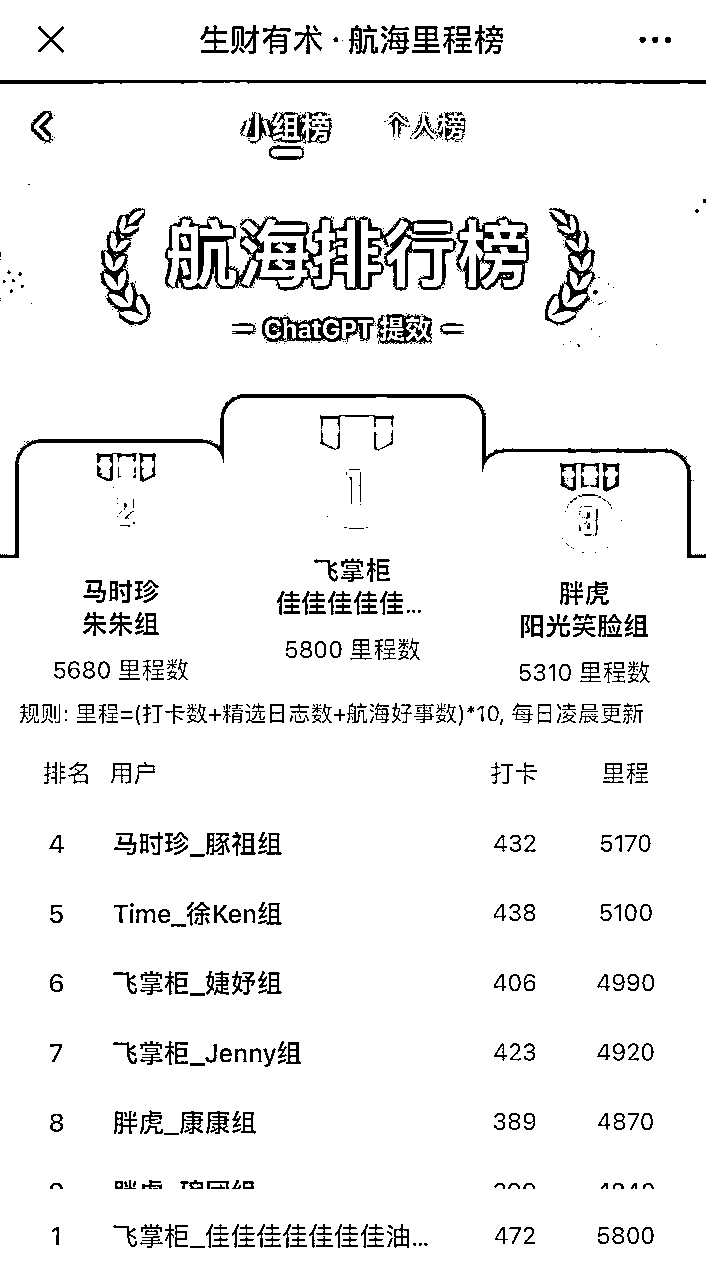 生财有术·航海里程榜
小组榜 个人榜
航海排行榜
ChatGPT 提效
2 1 3
飞掌柜
佳佳佳佳佳...
5800 里程数
马时珍
朱朱组
5680 里程数
胖虎
阳光笑脸组
5310 里程数
规则: 里程=(打卡数+精选日志数+航海好事数)*10, 每日凌晨更新
排名 用户 打卡 里程
4 马时珍_豚祖组 432 5170
5 Time_徐Ken组 438 5100
6 飞掌柜_婕妤组 406 4990
7 飞掌柜_Jenny组 423 4920
8 胖虎_康康组 389 4870
1 飞掌柜_佳佳佳佳佳佳佳油... 472 5800